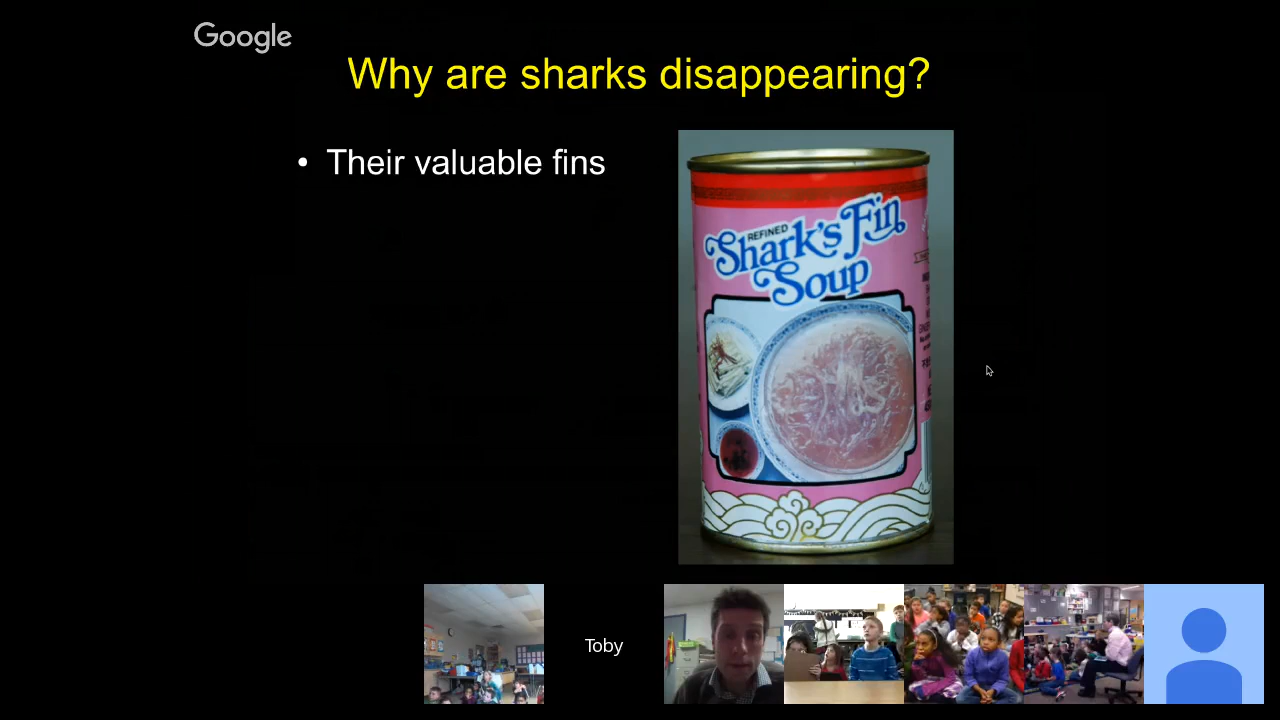 Google
Why are sharks disappearing?
• Their valuable fins
REFINED
Shark's Fin
Soup
Toby